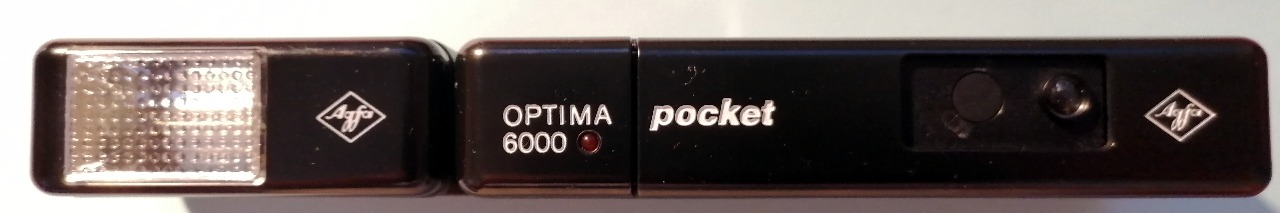 Agfa
OPTIMA
6000
pocket
Agfa